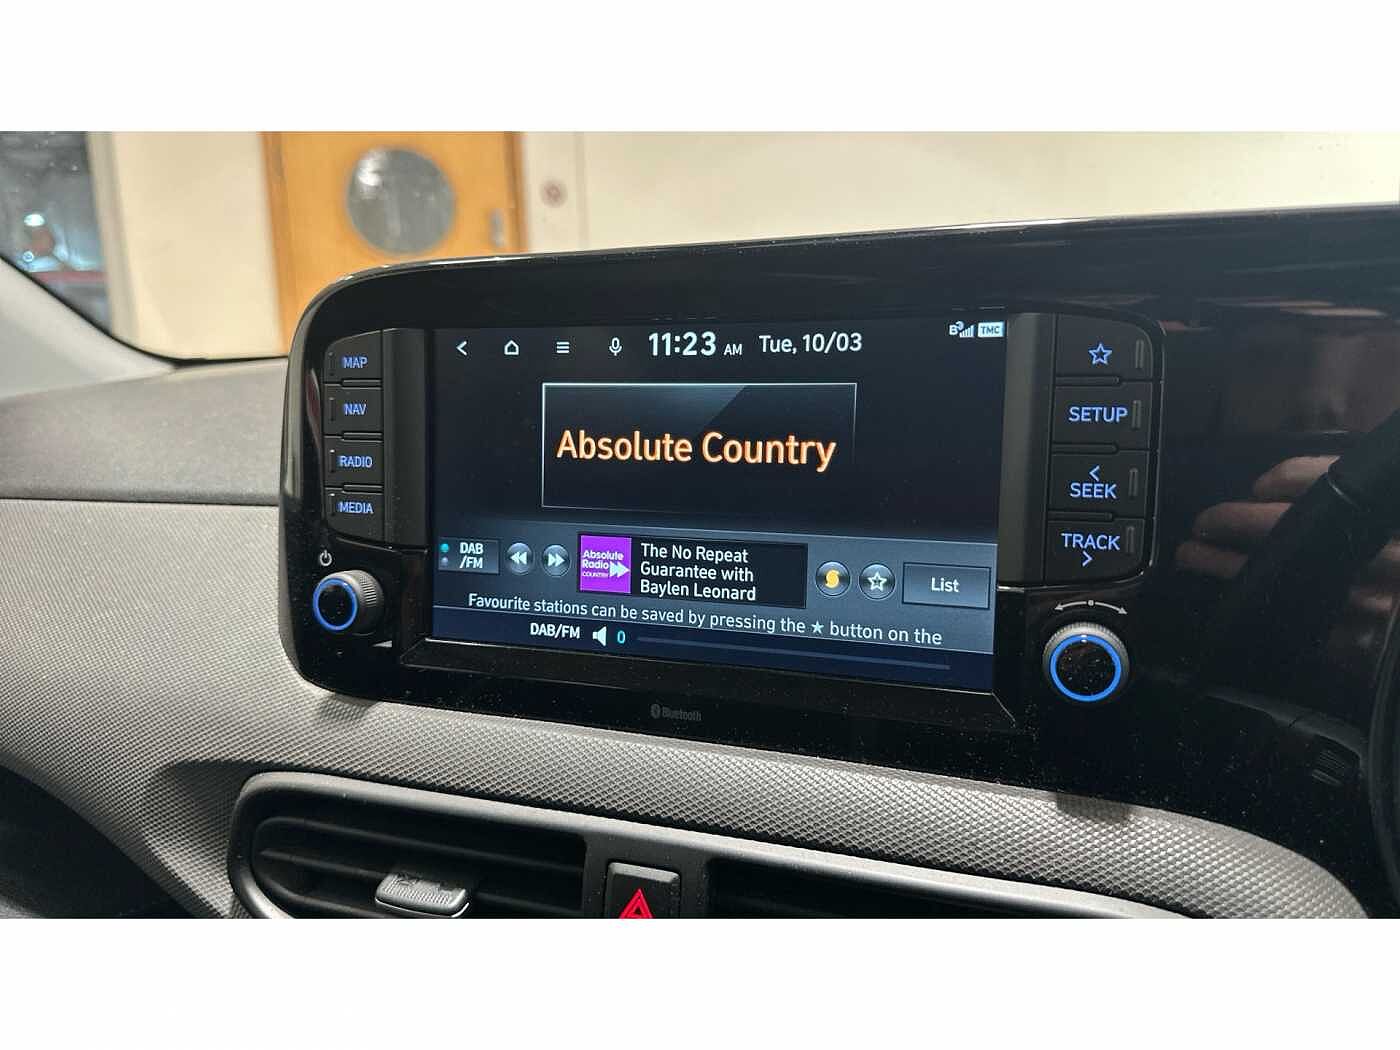 11:23 AM Tue, 10/03
TMC
MAP
NAV
RADIO
MEDIA
Absolute Country
DAB
/FM
Absolute
Radio
COUNTRY
The No Repeat
Guarantee with
Baylen Leonard
List
Favourite stations can be saved by pressing the ★ button on the
DAB/FM 0
SETUP
<
SEEK
TRACK
>
Bluetooth